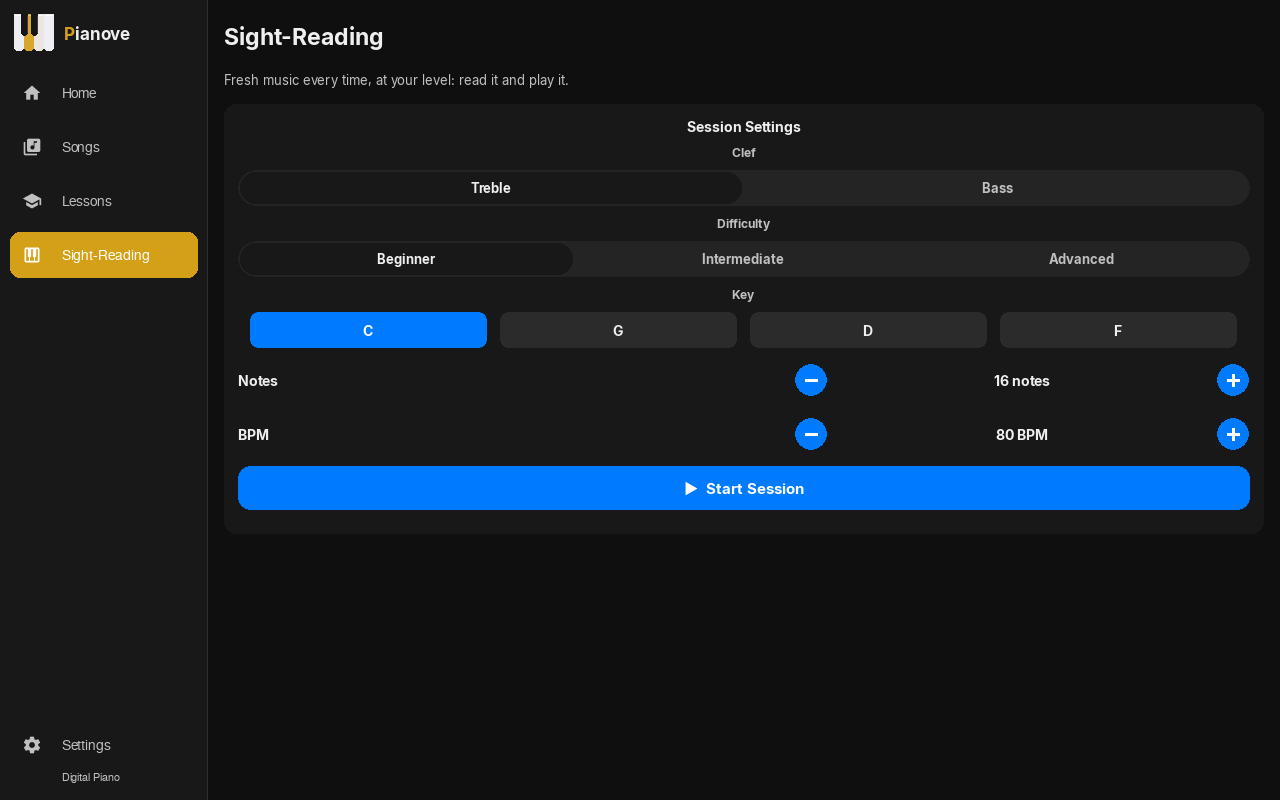 Pianove
Home
Songs
Lessons
Sight-Reading
Settings
Digital Piano
Sight-Reading
Fresh music every time, at your level: read it and play it.
Session Settings
Clef
Treble Bass
Difficulty
Beginner Intermediate Advanced
Key
C G D F
Notes 16 notes
BPM 80 BPM
Start Session